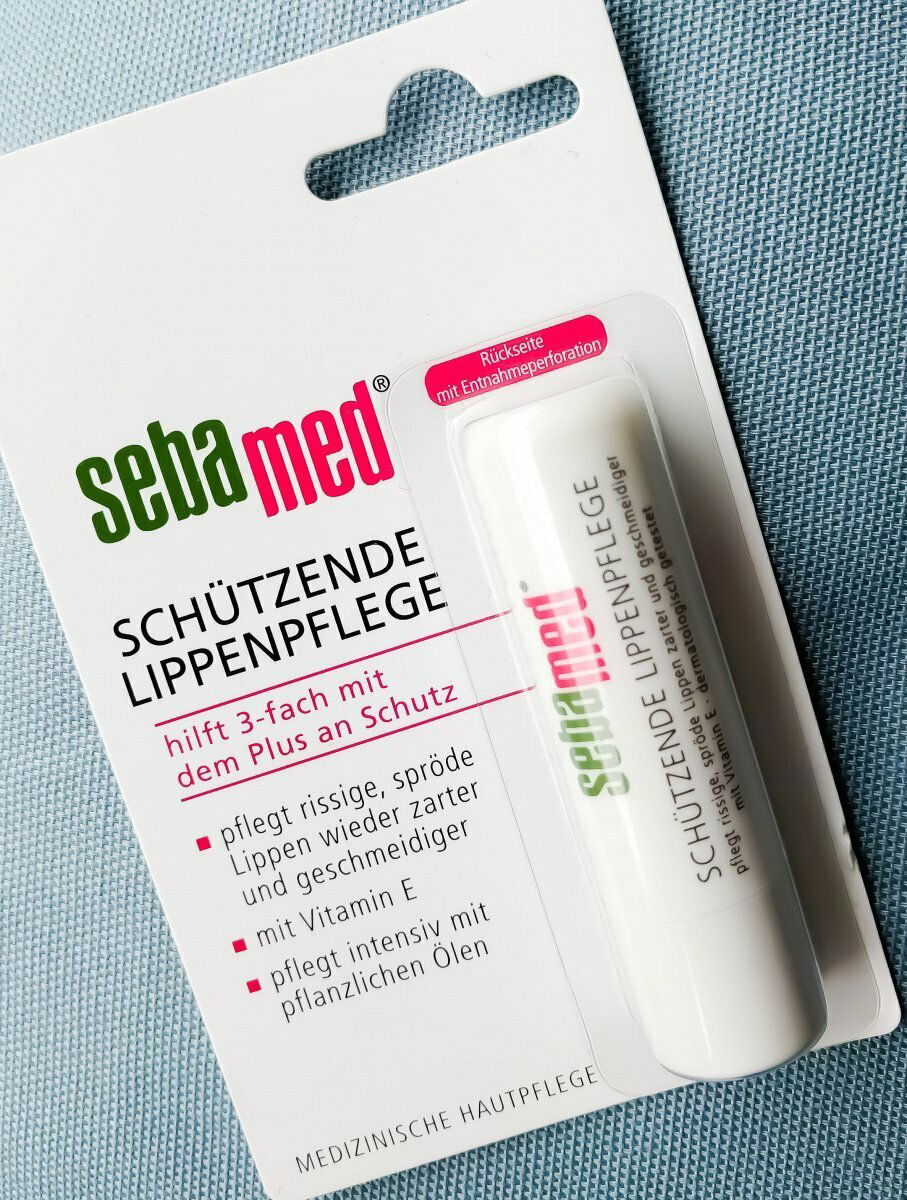 Rückseite
mit Entnahmeperforation
sebamed®
SCHÜTZENDE
LIPPENPFLEGE
hilft 3-fach mit
dem Plus an Schutz
▪ pflegt rissige, spröde
Lippen wieder zarter
und geschmeidiger
▪ mit Vitamin E
▪ pflegt intensiv mit
pflanzlichen Ölen
MEDIZINISCHE HAUTPFLEGE
sebamed®
SCHÜTZENDE LIPPENPFLEGE
pflegt rissige, spröde Lippen zarter und geschmeidiger
mit Vitamin E · dermatologisch getestet